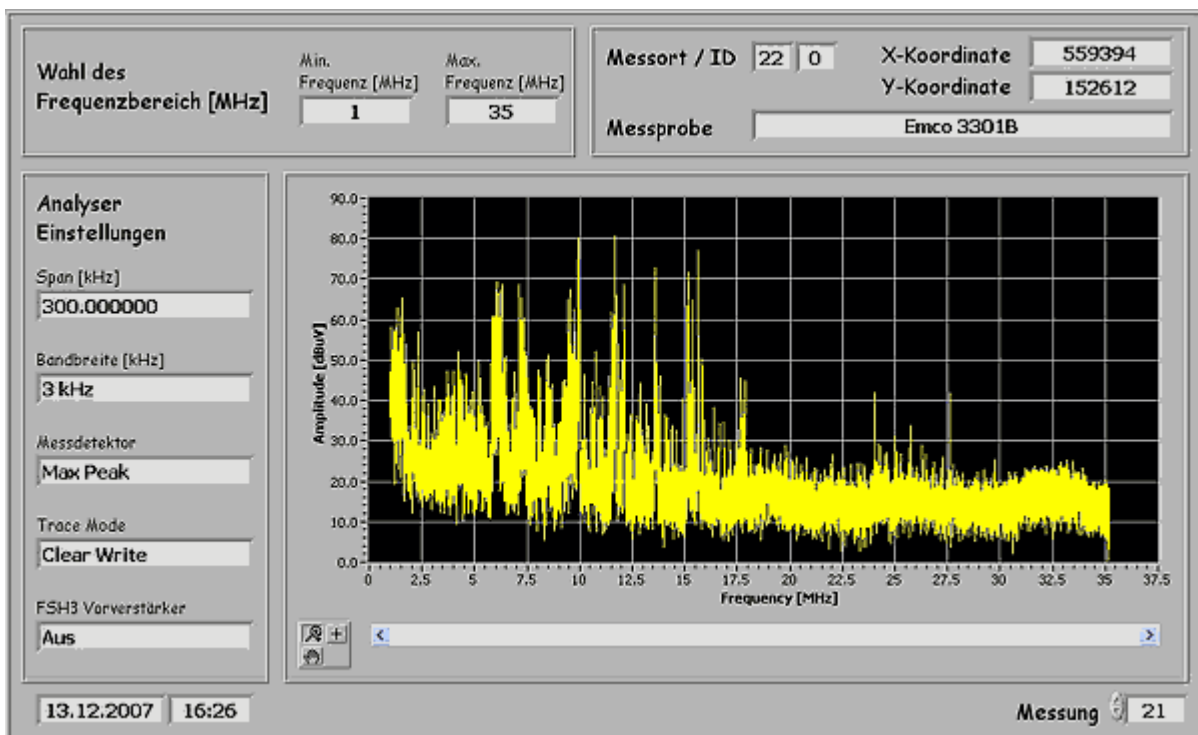 Wahl des
Frequenzbereich [MHz]
Min.
Frequenz [MHz]
1
Max.
Frequenz [MHz]
35
Messort / ID 22 0
X-Koordinate 559394
Y-Koordinate 152612
Messprobe Emco 3301B
Analyser
Einstellungen
Span [kHz]
300.000000
Bandbreite [kHz]
3 kHz
Messdetektor
Max Peak
Trace Mode
Clear Write
FSH3 Vorverstärker
Aus
Amplitude [dBuV]
90.0
80.0
70.0
60.0
50.0
40.0
30.0
20.0
10.0
0.0
0 2.5 5 7.5 10 12.5 15 17.5 20 22.5 25 27.5 30 32.5 35 37.5
Frequency [MHz]
13.12.2007 16:26
Messung 21